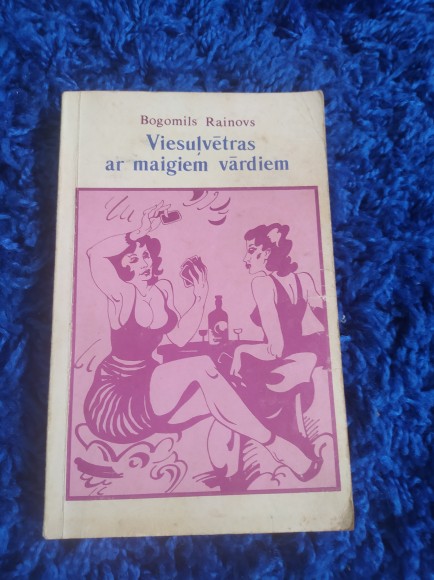 Bogomils Rainovs
Viesuļvētras
ar maigiem vārdiem